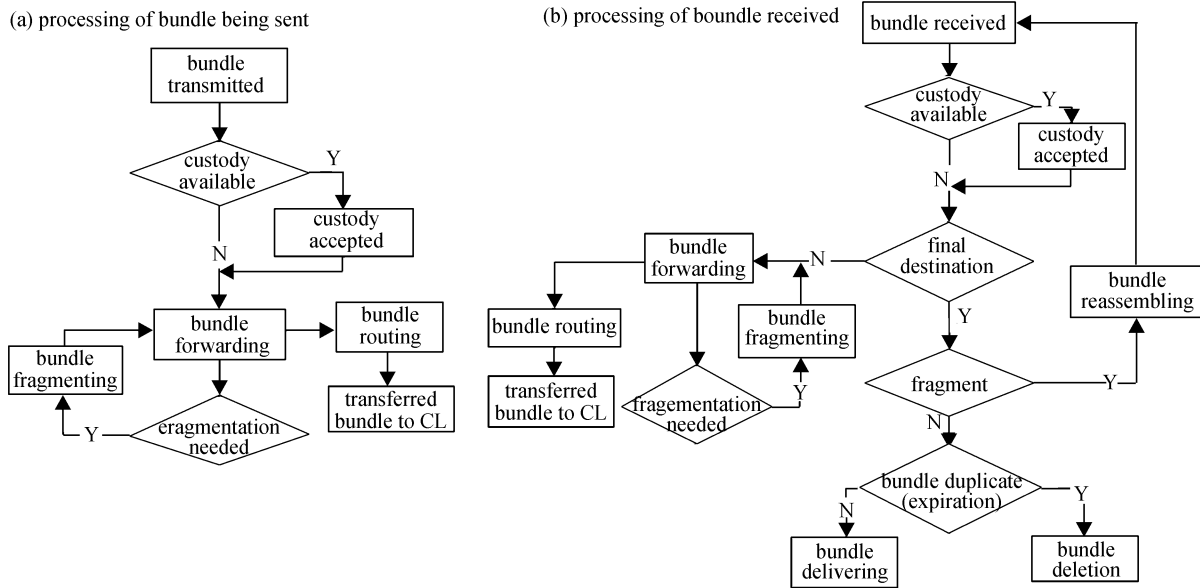 (a) processing of bundle being sent
bundle
transmitted
custody
available
Y
custody
accepted
N
bundle
forwarding
bundle
routing
bundle
fragmenting
transferred
bundle to CL
Y
eragmentation
needed
(b) processing of boundle received
bundle received
custody
available
Y
custody
accepted
N
final
destination
N
bundle
forwarding
bundle
reassembling
bundle routing
bundle
fragmenting
Y
transferred
bundle to CL
fragementation
needed
Y
fragment
Y
N
bundle duplicate
(expiration)
N
Y
bundle
delivering
bundle
deletion